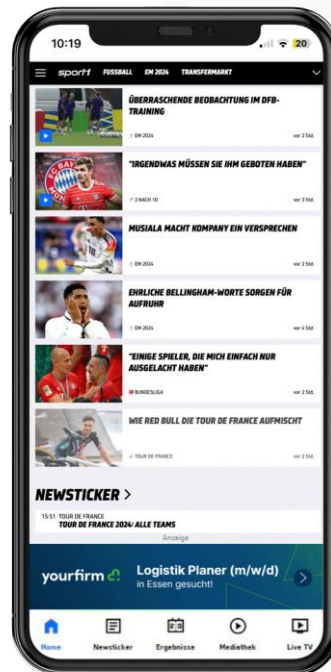 10:19
20
sport1 FUSSBALL EM 2024 TRANSFERMARKT
ÜBERRASCHENDE BEOBACHTUNG IM DFB-
TRAINING
EM 2024 vor 2 Std.
"IRGENDWAS MÜSSEN SIE IHM GEBOTEN HABEN"
2 NACH 10 vor 3 Std.
MUSIALA MACHT KOMPANY EIN VERSPRECHEN
EM 2024 vor 2 Std.
EHRLICHE BELLINGHAM-WORTE SORGEN FÜR
AUFRUHR
EM 2024 vor 4 Std.
"EINIGE SPIELER, DIE MICH EINFACH NUR
AUSGELACHT HABEN"
BUNDESLIGA vor 2 Std.
WIE RED BULL DIE TOUR DE FRANCE AUFMISCHT
TOUR DE FRANCE vor 2 Std.
NEWSTICKER >
15:51 TOUR DE FRANCE
TOUR DE FRANCE 2024: ALLE TEAMS
Anzeige
yourfirm
Logistik Planer (m/w/d)
in Essen gesucht!
Home Newsticker Ergebnisse Mediathek Live TV